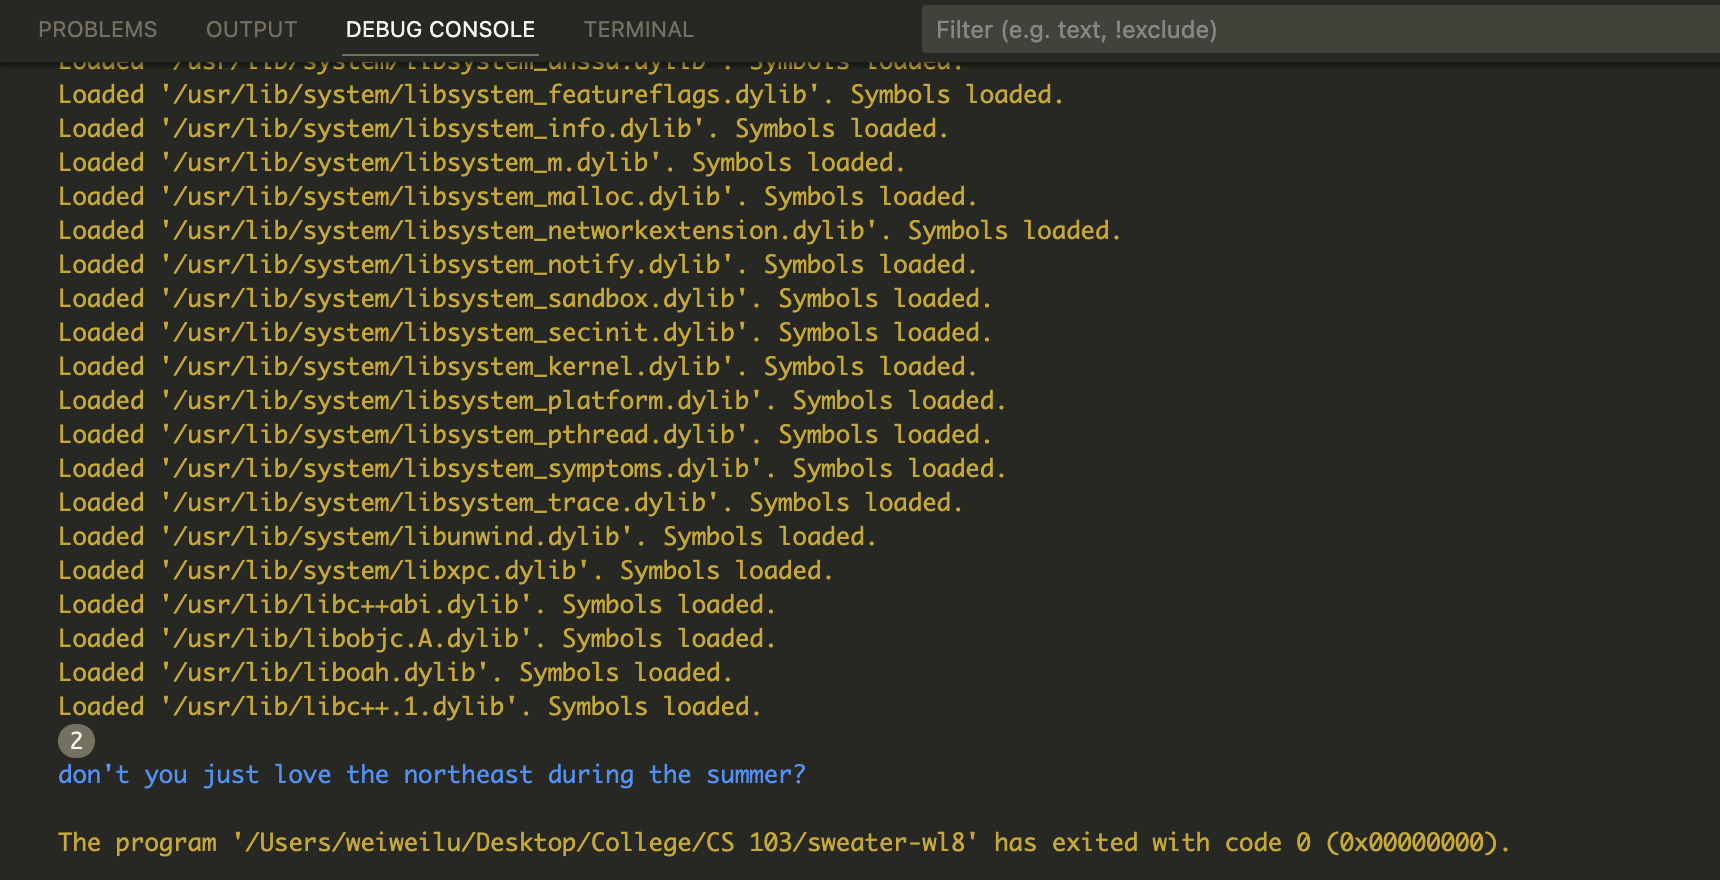 PROBLEMS OUTPUT DEBUG CONSOLE TERMINAL Filter (e.g. text, !exclude)
Loaded '/usr/lib/system/libsystem_dnssd.dylib'. Symbols loaded.
Loaded '/usr/lib/system/libsystem_featureflags.dylib'. Symbols loaded.
Loaded '/usr/lib/system/libsystem_info.dylib'. Symbols loaded.
Loaded '/usr/lib/system/libsystem_m.dylib'. Symbols loaded.
Loaded '/usr/lib/system/libsystem_malloc.dylib'. Symbols loaded.
Loaded '/usr/lib/system/libsystem_networkextension.dylib'. Symbols loaded.
Loaded '/usr/lib/system/libsystem_notify.dylib'. Symbols loaded.
Loaded '/usr/lib/system/libsystem_sandbox.dylib'. Symbols loaded.
Loaded '/usr/lib/system/libsystem_secinit.dylib'. Symbols loaded.
Loaded '/usr/lib/system/libsystem_kernel.dylib'. Symbols loaded.
Loaded '/usr/lib/system/libsystem_platform.dylib'. Symbols loaded.
Loaded '/usr/lib/system/libsystem_pthread.dylib'. Symbols loaded.
Loaded '/usr/lib/system/libsystem_symptoms.dylib'. Symbols loaded.
Loaded '/usr/lib/system/libsystem_trace.dylib'. Symbols loaded.
Loaded '/usr/lib/system/libunwind.dylib'. Symbols loaded.
Loaded '/usr/lib/system/libxpc.dylib'. Symbols loaded.
Loaded '/usr/lib/libc++abi.dylib'. Symbols loaded.
Loaded '/usr/lib/libobjc.A.dylib'. Symbols loaded.
Loaded '/usr/lib/liboah.dylib'. Symbols loaded.
Loaded '/usr/lib/libc++.1.dylib'. Symbols loaded.
2
don't you just love the northeast during the summer?
The program '/Users/weiweilu/Desktop/College/CS 103/sweater-wl8' has exited with code 0 (0x00000000).